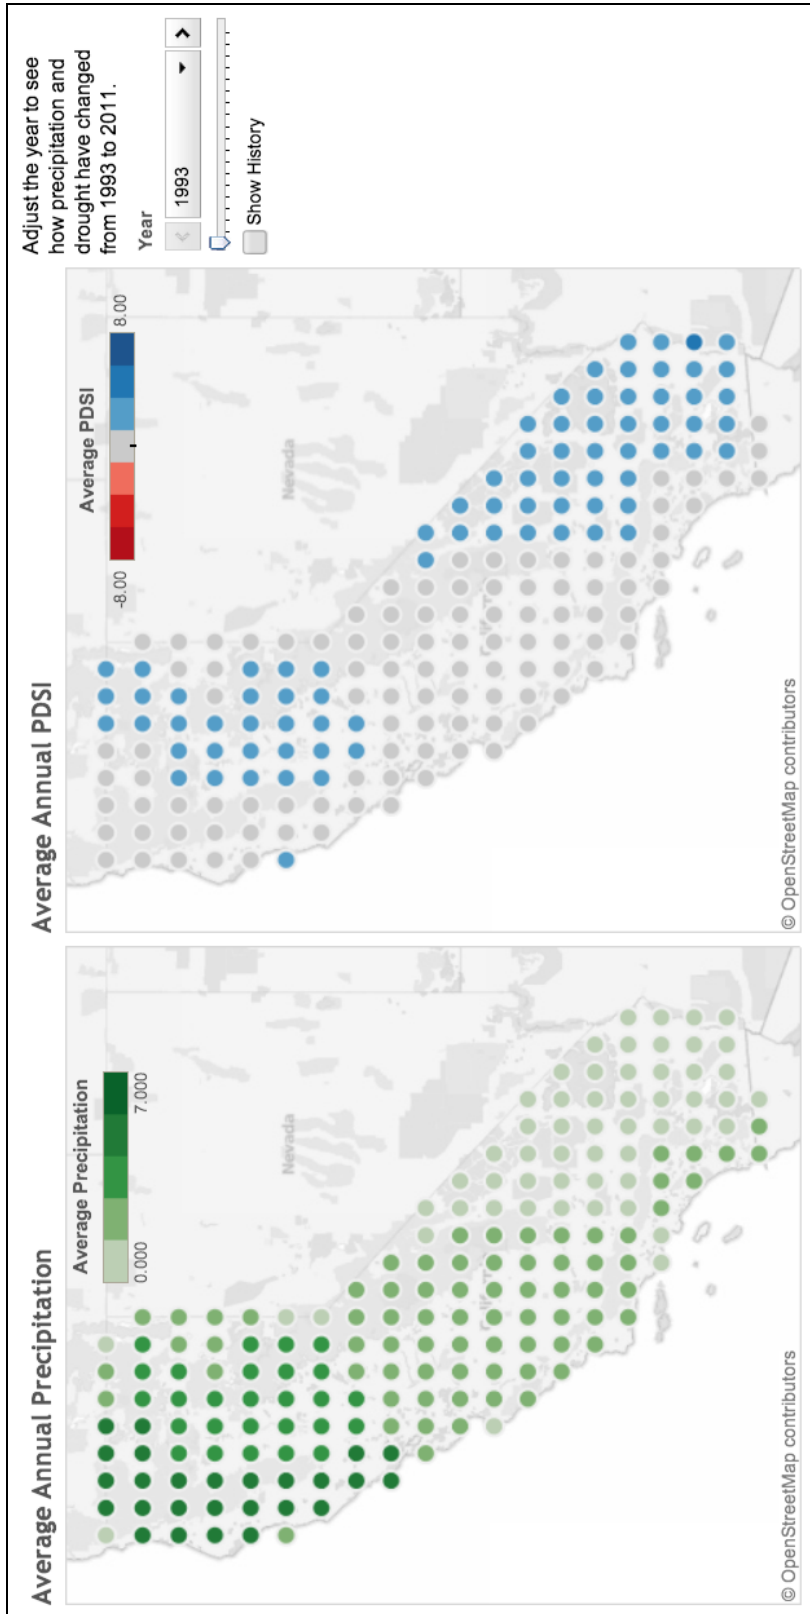 Average Annual Precipitation
Average Precipitation
0.000
7.000
Nevada
© OpenStreetMap contributors
Average Annual PDSI
Average PDSI
-8.00
8.00
Nevada
© OpenStreetMap contributors
Adjust the year to see
how precipitation and
drought have changed
from 1993 to 2011.
Year
1993
Show History